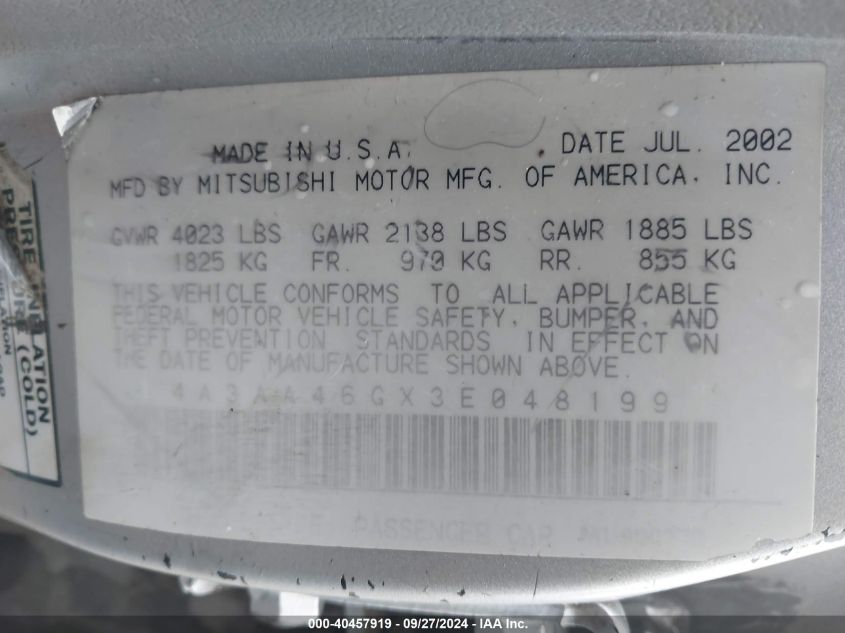 MADE IN U.S.A. DATE JUL. 2002
MFD BY MITSUBISHI MOTOR MFG. OF AMERICA, INC.
GVWR 4023 LBS GAWR 2138 LBS GAWR 1885 LBS
1825 KG FR. 970 KG RR. 855 KG
THIS VEHICLE CONFORMS TO ALL APPLICABLE
FEDERAL MOTOR VEHICLE SAFETY, BUMPER, AND
THEFT PREVENTION STANDARDS IN EFFECT ON
THE DATE OF MANUFACTURE SHOWN ABOVE.
4A3AA46GX3E048199
PASSENGER CAR
(COLD)
000-40457919 / 09/27/2024 - IAA Inc.